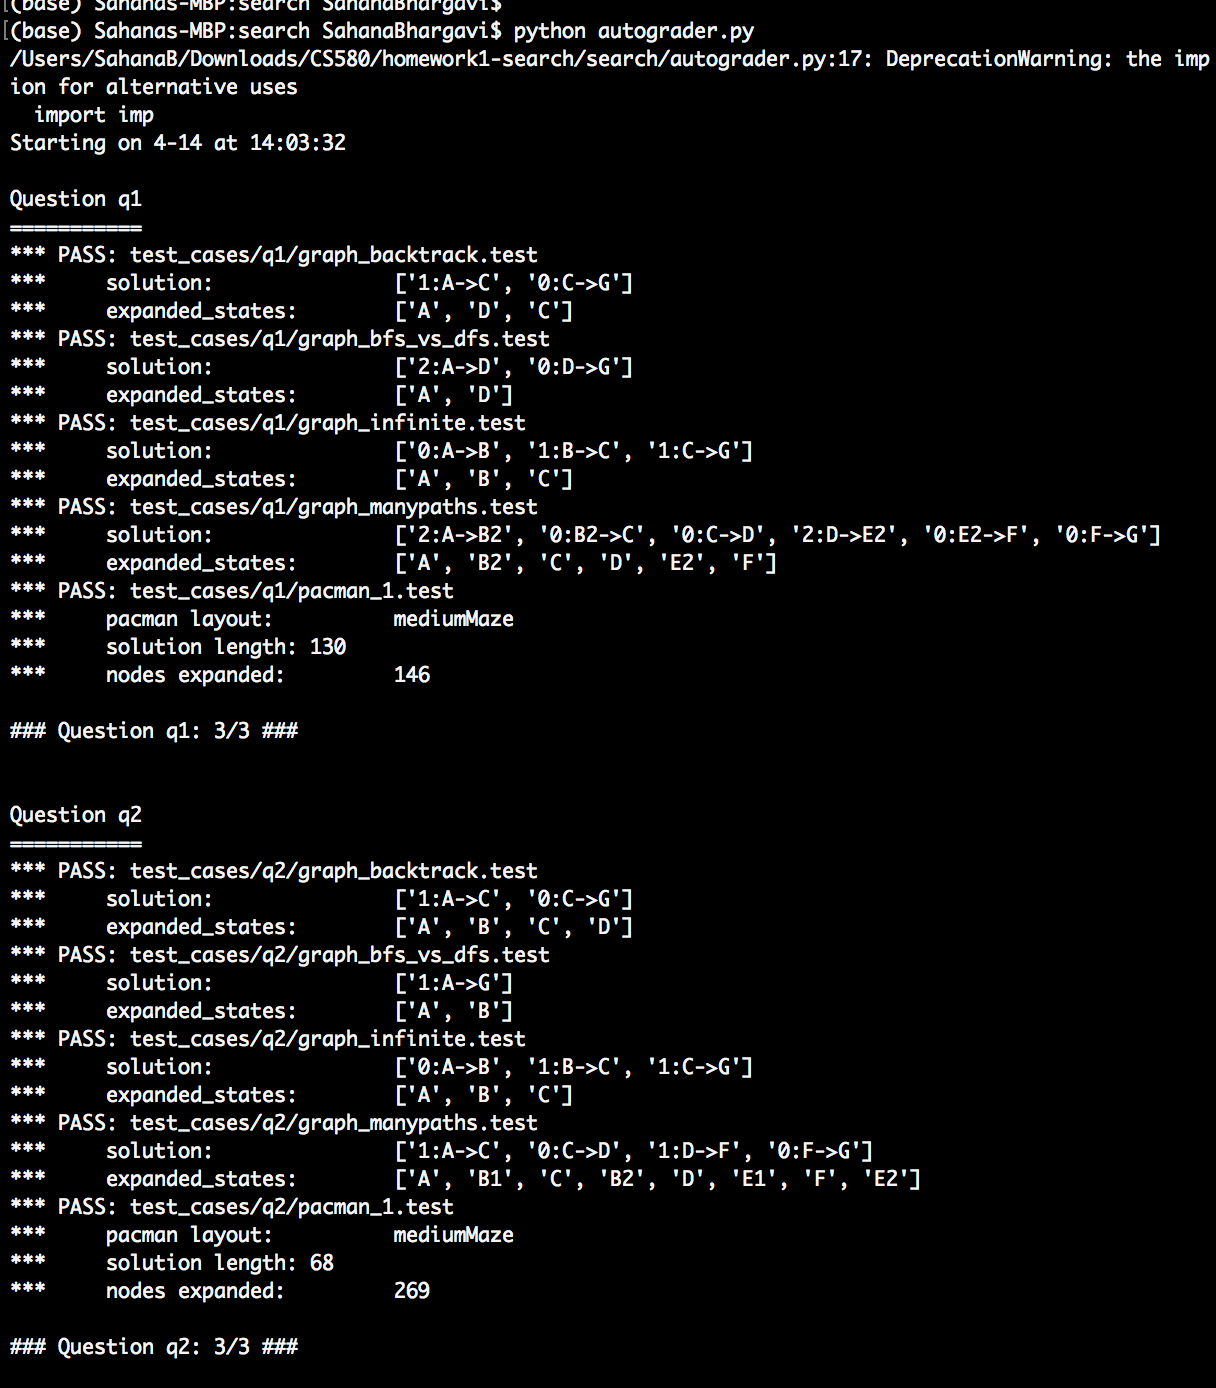 [(base) Sahanas-MBP:search SahanaBhargavi$
[(base) Sahanas-MBP:search SahanaBhargavi$ python autograder.py
/Users/SahanaB/Downloads/CS580/homework1-search/search/autograder.py:17: DeprecationWarning: the imp
ion for alternative uses
  import imp
Starting on 4-14 at 14:03:32

Question q1
===========
*** PASS: test_cases/q1/graph_backtrack.test
***     solution:               ['1:A->C', '0:C->G']
***     expanded_states:        ['A', 'D', 'C']
*** PASS: test_cases/q1/graph_bfs_vs_dfs.test
***     solution:               ['2:A->D', '0:D->G']
***     expanded_states:        ['A', 'D']
*** PASS: test_cases/q1/graph_infinite.test
***     solution:               ['0:A->B', '1:B->C', '1:C->G']
***     expanded_states:        ['A', 'B', 'C']
*** PASS: test_cases/q1/graph_manypaths.test
***     solution:               ['2:A->B2', '0:B2->C', '0:C->D', '2:D->E2', '0:E2->F', '0:F->G']
***     expanded_states:        ['A', 'B2', 'C', 'D', 'E2', 'F']
*** PASS: test_cases/q1/pacman_1.test
***     pacman layout:          mediumMaze
***     solution length: 130
***     nodes expanded:         146

### Question q1: 3/3 ###

Question q2
===========
*** PASS: test_cases/q2/graph_backtrack.test
***     solution:               ['1:A->C', '0:C->G']
***     expanded_states:        ['A', 'B', 'C', 'D']
*** PASS: test_cases/q2/graph_bfs_vs_dfs.test
***     solution:               ['1:A->G']
***     expanded_states:        ['A', 'B']
*** PASS: test_cases/q2/graph_infinite.test
***     solution:               ['0:A->B', '1:B->C', '1:C->G']
***     expanded_states:        ['A', 'B', 'C']
*** PASS: test_cases/q2/graph_manypaths.test
***     solution:               ['1:A->C', '0:C->D', '1:D->F', '0:F->G']
***     expanded_states:        ['A', 'B1', 'C', 'B2', 'D', 'E1', 'F', 'E2']
*** PASS: test_cases/q2/pacman_1.test
***     pacman layout:          mediumMaze
***     solution length: 68
***     nodes expanded:         269

### Question q2: 3/3 ###